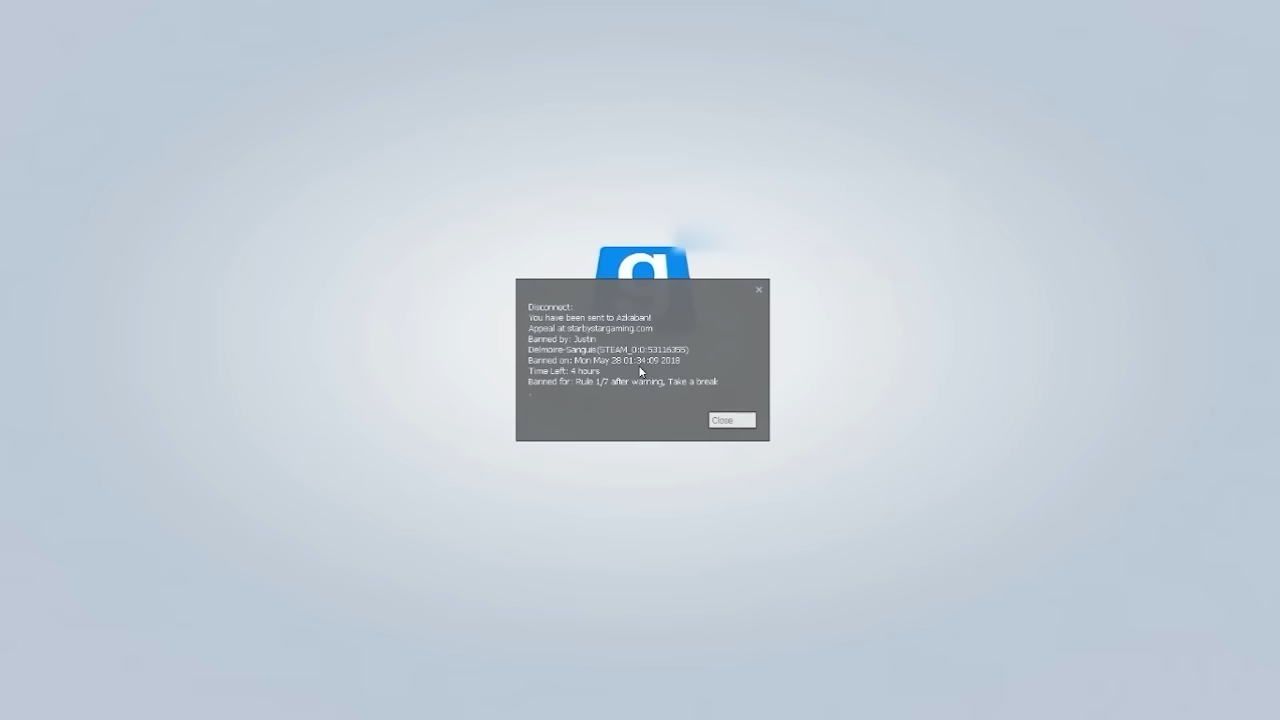 g
Disconnect:
You have been sent to Azkaban!
Appeal at starbystargaming.com
Banned by: Justin
Delmoire-Sanguis(STEAM_0:0:53116355)
Banned on: Mon May 28 01:34:09 2018
Time Left: 4 hours
Banned for: Rule 1/7 after warning, Take a break
.
Close